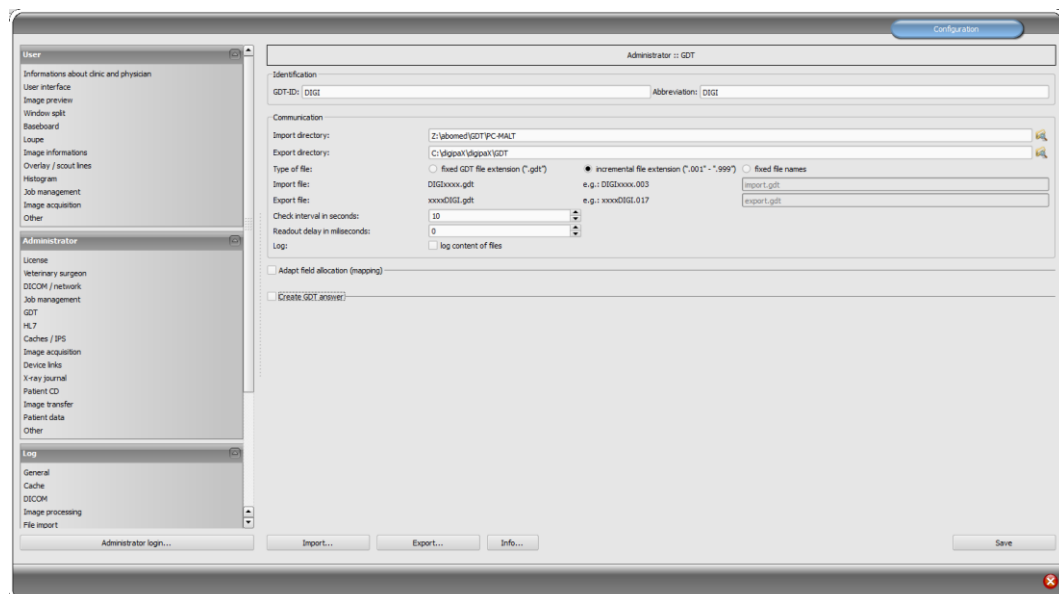 Configuration
User
Informations about clinic and physician
User interface
Image preview
Window split
Baseboard
Loupe
Image informations
Overlay / scout lines
Histogram
Job management
Image acquisition
Other
Administrator
License
Veterinary surgeon
DICOM / network
Job management
GDT
HL7
Caches / IPS
Image acquisition
Device links
X-ray journal
Patient CD
Image transfer
Patient data
Other
Log
General
Cache
DICOM
Image processing
File import
Administrator login...
Administrator :: GDT
Identification
GDT-ID: DIGI Abbreviation: DIGI
Communication
Import directory: Z:\abomed\GDT\PC-MALT
Export directory: C:\digipaX\digipaX\GDT
Type of file: fixed GDT file extension (".gdt") incremental file extension (".001" - ".999") fixed file names
Import file: DIGIxxxx.gdt e.g.: DIGIxxxx.003 import.gdt
Export file: xxxxDIGI.gdt e.g.: xxxxDIGI.017 export.gdt
Check interval in seconds: 10
Readout delay in miliseconds: 0
Log: log content of files
Adapt field allocation (mapping)
Create GDT answer
Import... Export... Info... Save